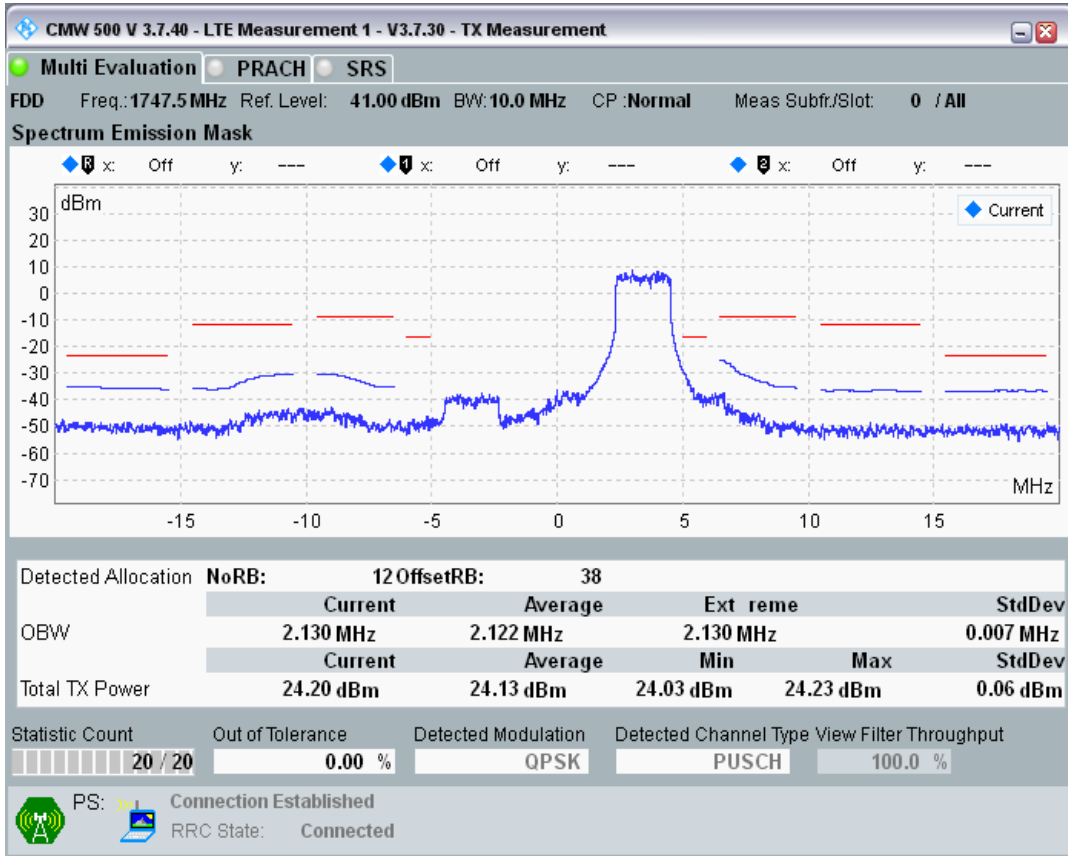 CMW 500 V 3.7.40 - LTE Measurement 1 - V3.7.30 - TX Measurement
Multi Evaluation PRACH SRS
FDD Freq.: 1747.5 MHz Ref. Level: 41.00 dBm BW: 10.0 MHz CP :Normal Meas Subfr./Slot: 0 / All
Spectrum Emission Mask
R x: Off y: --- 1 x: Off y: --- 2 x: Off y: ---
dBm
Current
30
20
10
0
-10
-20
-30
-40
-50
-60
-70
MHz
-15 -10 -5 0 5 10 15
Detected Allocation NoRB: 12 OffsetRB: 38
Current Average Ext reme StdDev
OBW 2.130 MHz 2.122 MHz 2.130 MHz 0.007 MHz
Current Average Min Max StdDev
Total TX Power 24.20 dBm 24.13 dBm 24.03 dBm 24.23 dBm 0.06 dBm
Statistic Count Out of Tolerance Detected Modulation Detected Channel Type View Filter Throughput
20 / 20 0.00 % QPSK PUSCH 100.0 %
PS: Connection Established
RRC State: Connected